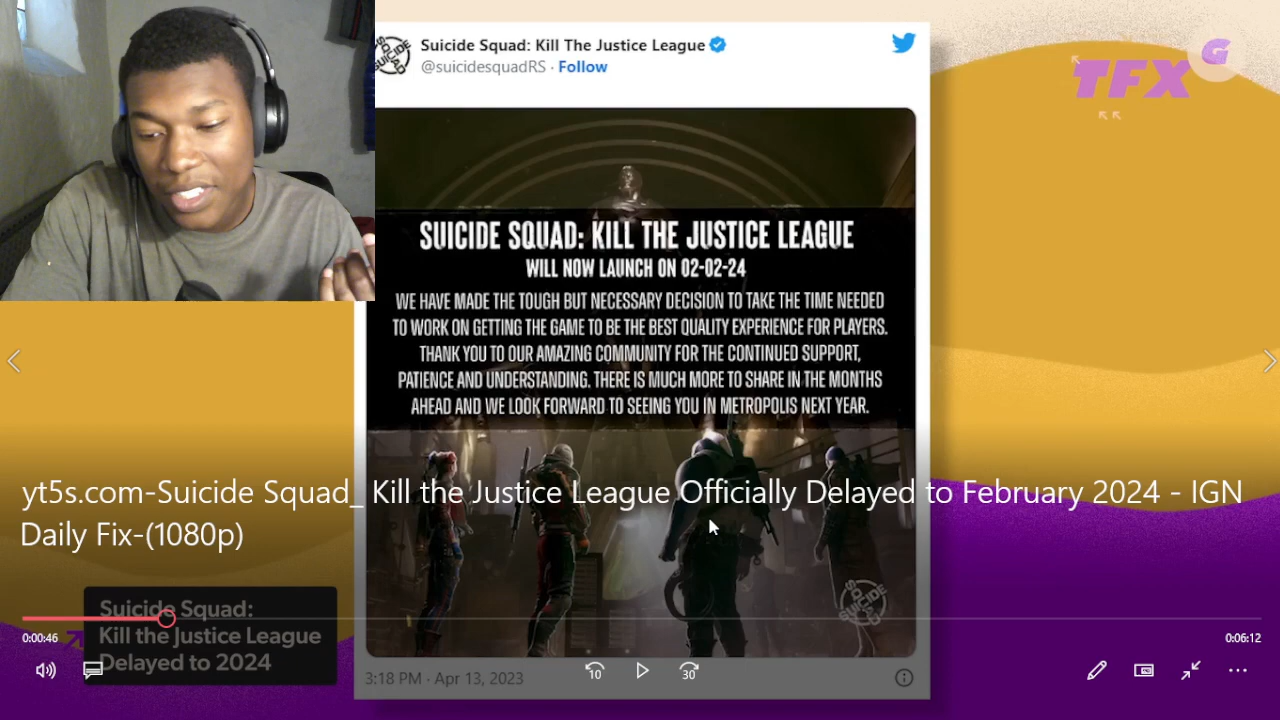 Suicide Squad: Kill The Justice League
@suicidesquadRS · Follow
TFX G
SUICIDE SQUAD: KILL THE JUSTICE LEAGUE
WILL NOW LAUNCH ON 02-02-24
WE HAVE MADE THE TOUGH BUT NECESSARY DECISION TO TAKE THE TIME NEEDED
TO WORK ON GETTING THE GAME TO BE THE BEST QUALITY EXPERIENCE FOR PLAYERS.
THANK YOU TO OUR AMAZING COMMUNITY FOR THE CONTINUED SUPPORT,
PATIENCE AND UNDERSTANDING. THERE IS MUCH MORE TO SHARE IN THE MONTHS
AHEAD AND WE LOOK FORWARD TO SEEING YOU IN METROPOLIS NEXT YEAR.
yt5s.com-Suicide Squad_ Kill the Justice League Officially Delayed to February 2024 - IGN
Daily Fix-(1080p)
Suicide Squad:
Kill the Justice League
Delayed to 2024
0:00:46
0:06:12
10
30
3:18 PM · Apr 13, 2023